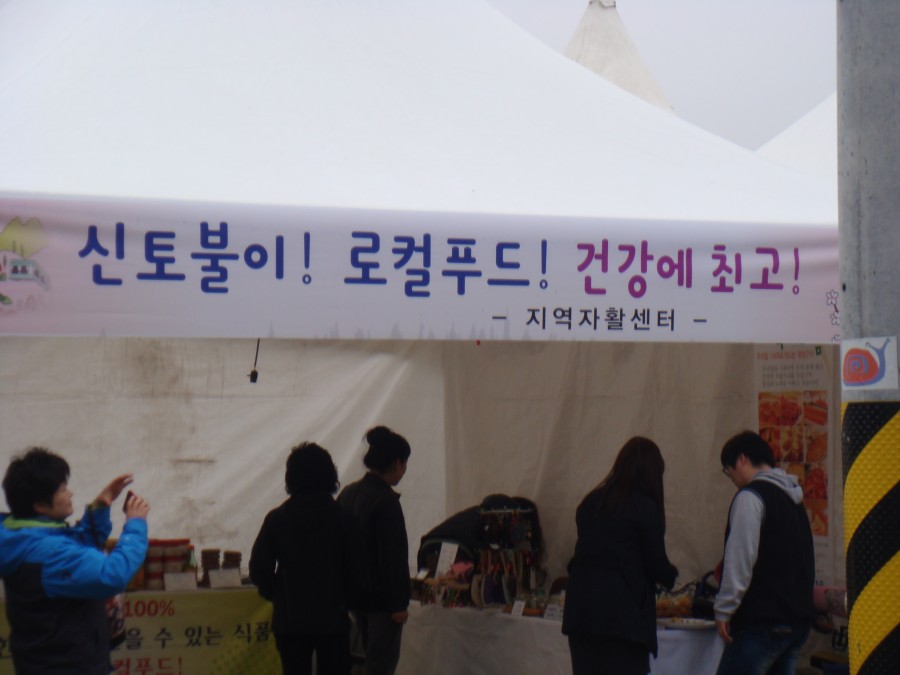 신토불이! 로컬푸드! 건강에 최고!
- 지역자활센터 -
100%
수 있는 식품
컬푸드!